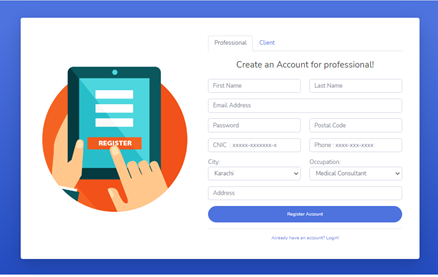 Professional Client
Create an Account for professional!
First Name Last Name
Email Address
Password Postal Code
CNIC : xxxxx-xxxxxxx-x Phone : xxxx-xxx-xxxx
City: Occupation:
Karachi Medical Consultant
Address
Register Account
Already have an account? Login!
REGISTER